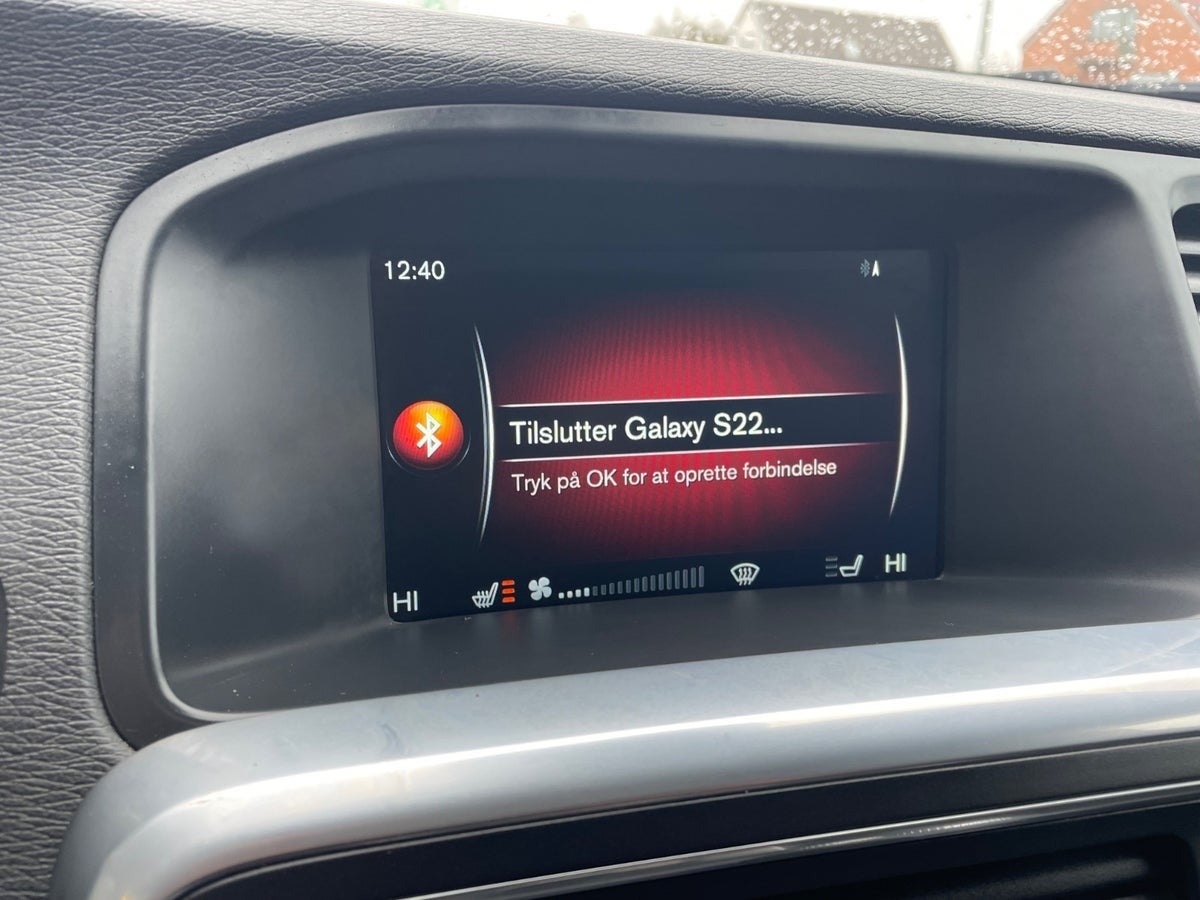 12:40
Tilslutter Galaxy S22...
Tryk på OK for at oprette forbindelse
HI
HI